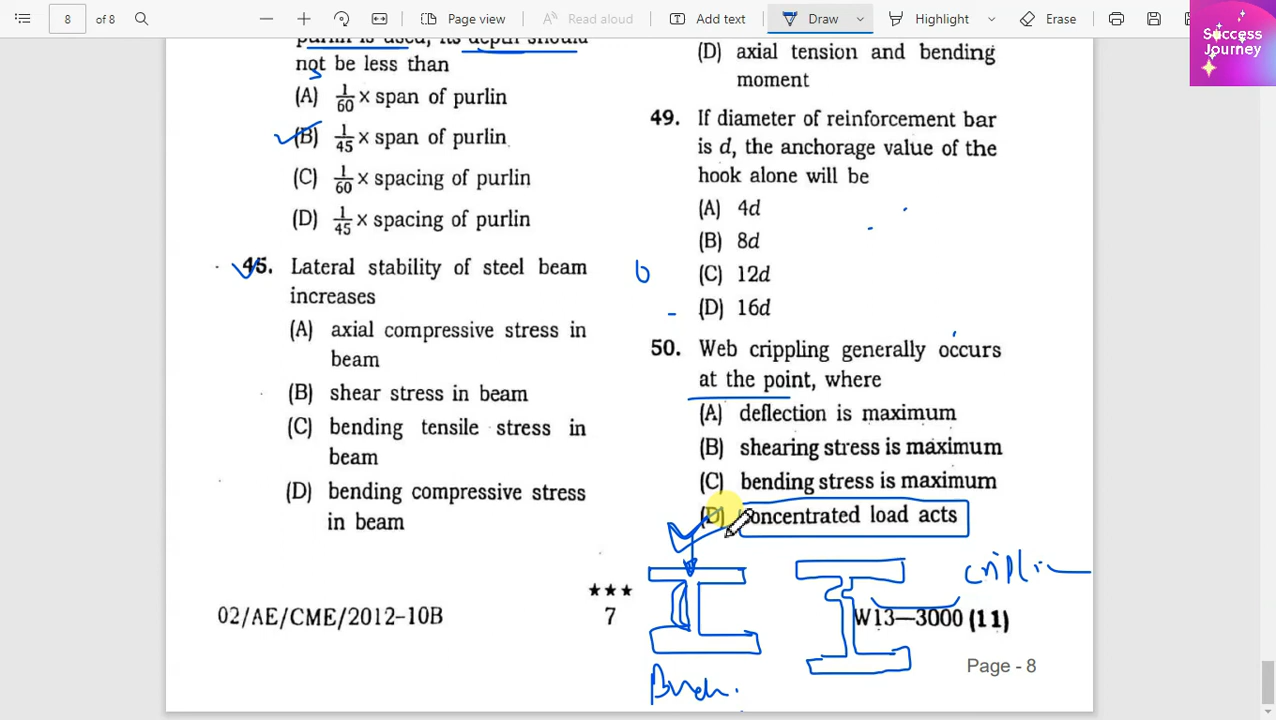 8 of 8
Page view
Read aloud
Add text
Draw
Highlight
Erase
Success
Journey
purlin is used, its depth should
not be less than
(A) 1/60 × span of purlin
(B) 1/45 × span of purlin
(C) 1/60 × spacing of purlin
(D) 1/45 × spacing of purlin
45. Lateral stability of steel beam
increases
(A) axial compressive stress in
beam
(B) shear stress in beam
(C) bending tensile stress in
beam
(D) bending compressive stress
in beam
(D) axial tension and bending
moment
49. If diameter of reinforcement bar
is d, the anchorage value of the
hook alone will be
(A) 4d
(B) 8d
(C) 12d
(D) 16d
50. Web crippling generally occurs
at the point, where
(A) deflection is maximum
(B) shearing stress is maximum
(C) bending stress is maximum
(D) concentrated load acts
★★★
02/AE/CME/2012-10B
7
W13—3000 (11)
Page - 8